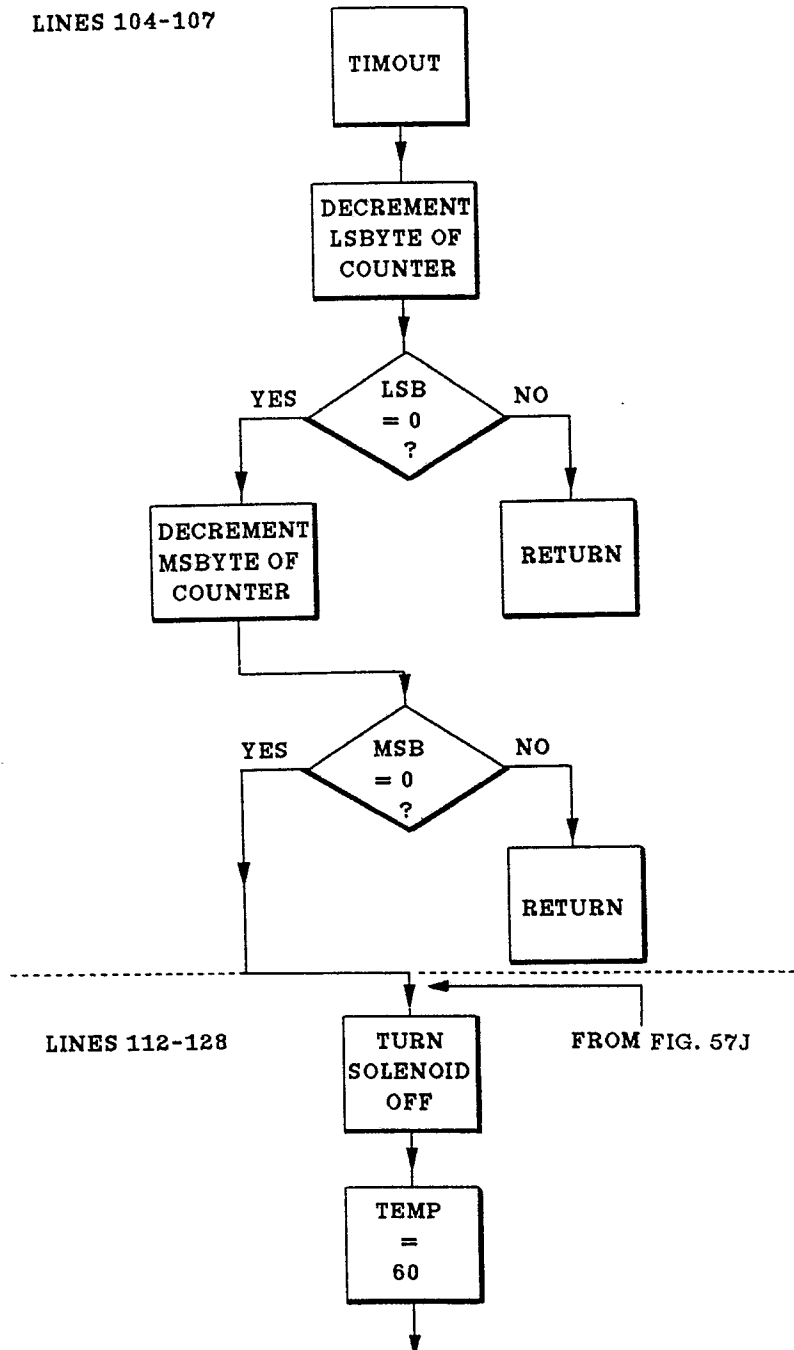 LINES 104-107
TIMOUT
DECREMENT
LSBYTE OF
COUNTER
LSB
= 0
?
YES
NO
DECREMENT
MSBYTE OF
COUNTER
RETURN
MSB
= 0
?
YES
NO
RETURN
LINES 112-128
TURN
SOLENOID
OFF
FROM FIG. 57J
TEMP
=
60